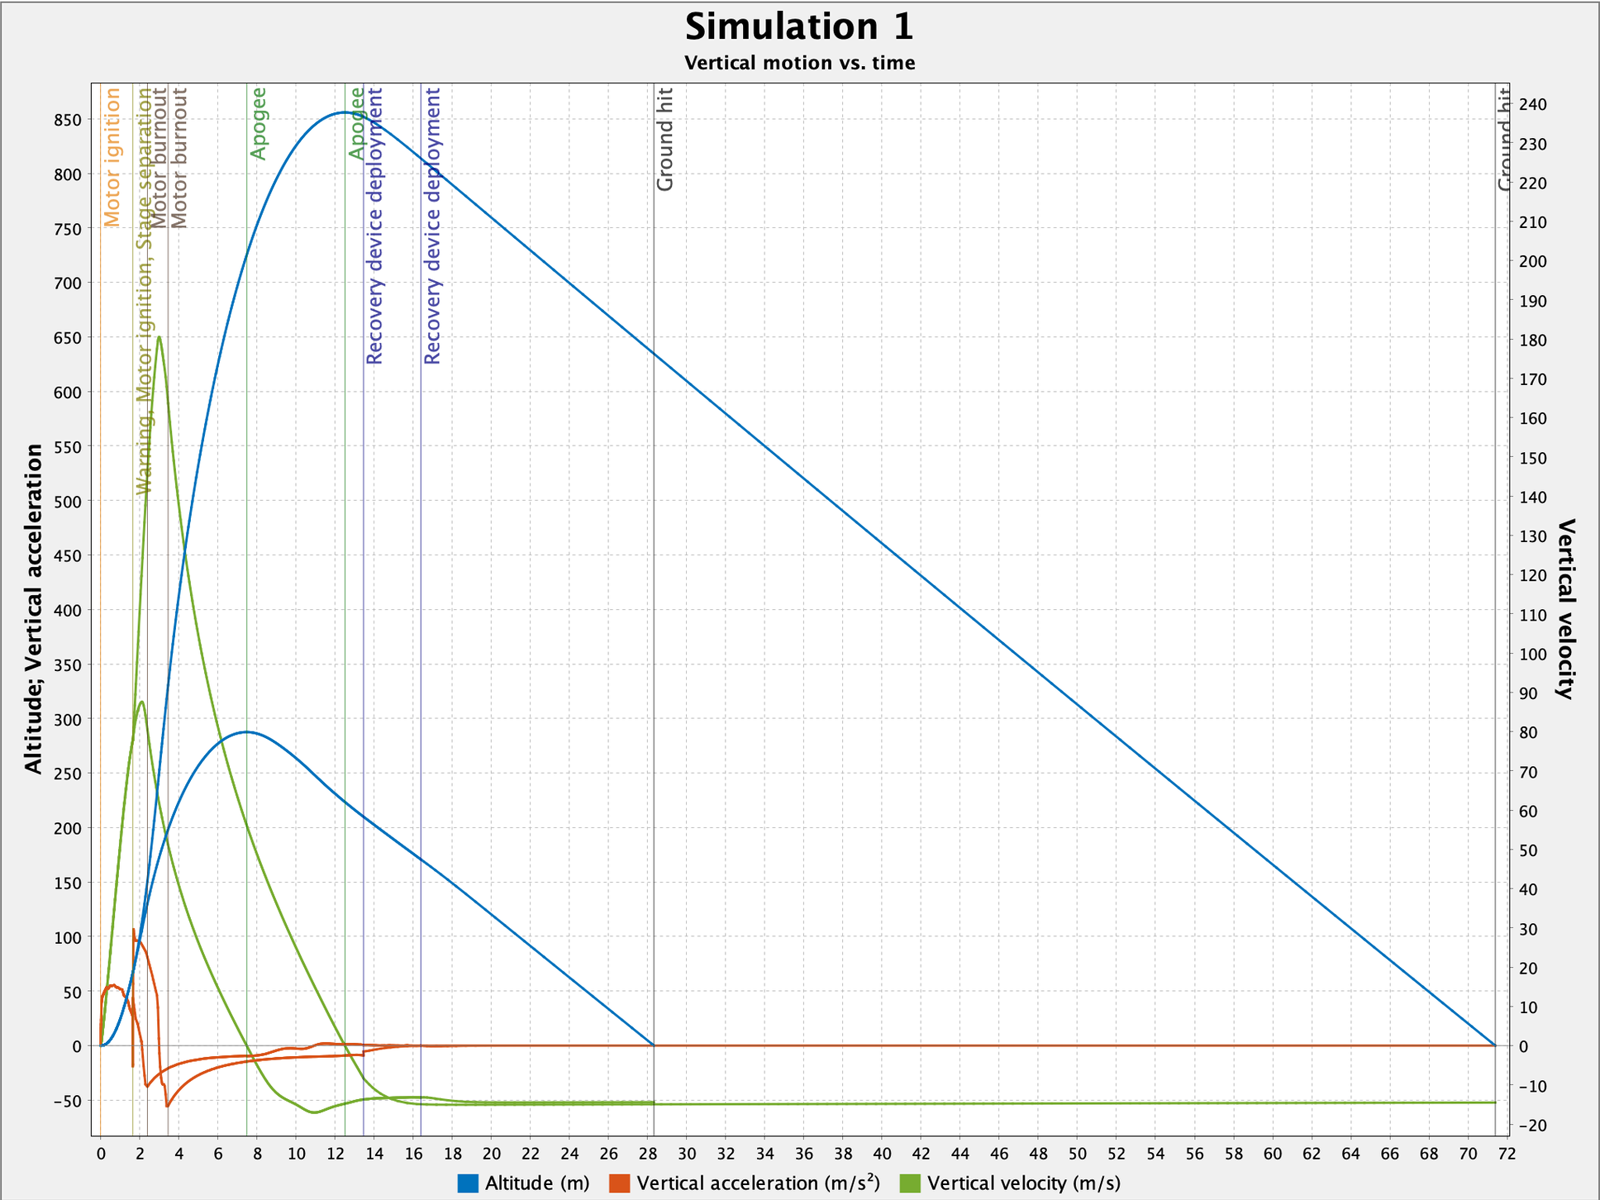 Simulation 1
Vertical motion vs. time
Motor ignition
Warning, Motor ignition, Stage separation
Motor burnout
Motor burnout
Apogee
Apogee
Recovery device deployment
Recovery device deployment
Ground hit
Ground hit
Altitude; Vertical acceleration
850
800
750
700
650
600
550
500
450
400
350
300
250
200
150
100
50
0
−50
240
230
220
210
200
190
180
170
160
150
140
130
120
110
100
90
80
70
60
50
40
30
20
10
0
−10
−20
Vertical velocity
0 2 4 6 8 10 12 14 16 18 20 22 24 26 28 30 32 34 36 38 40 42 44 46 48 50 52 54 56 58 60 62 64 66 68 70 72
Altitude (m) Vertical acceleration (m/s²) Vertical velocity (m/s)